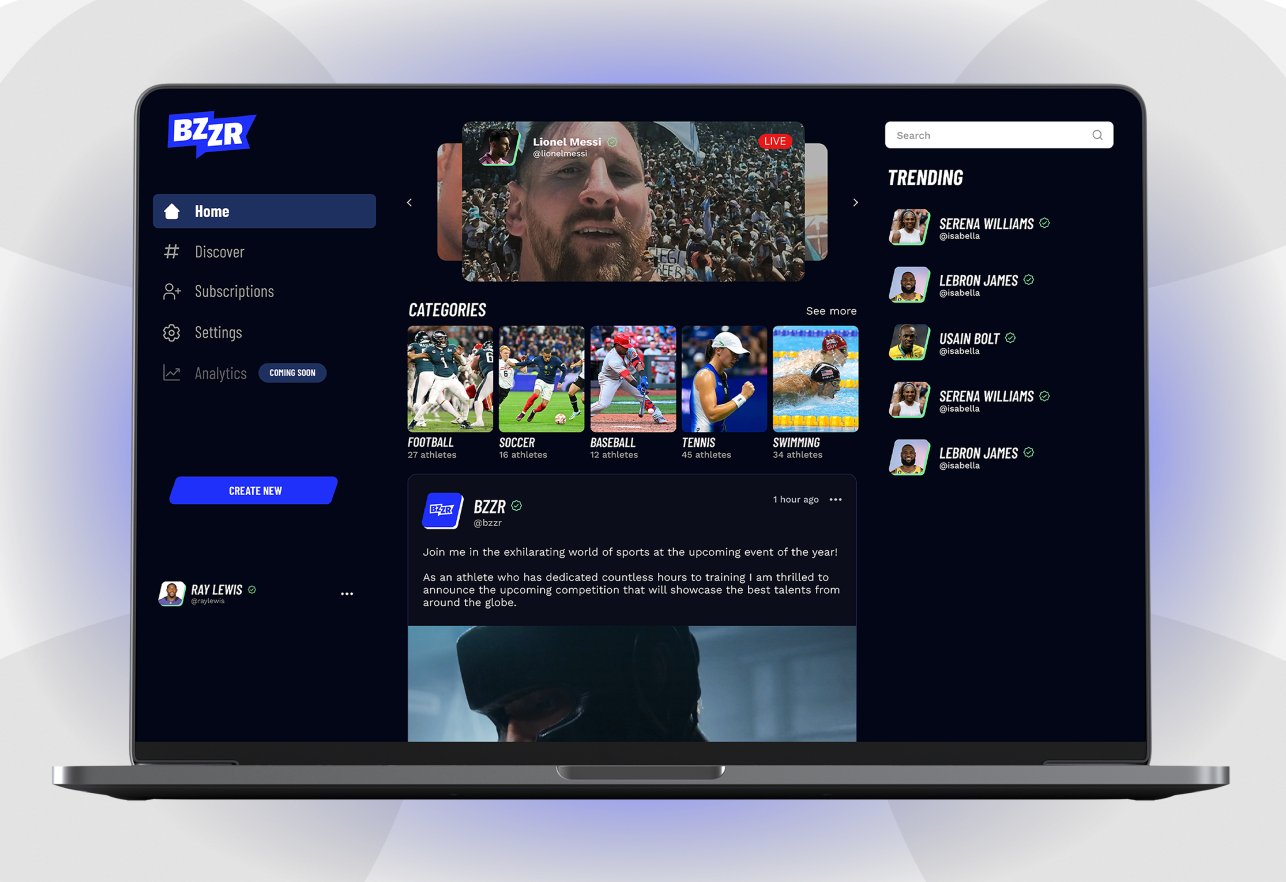 BZZR
Home
Discover
Subscriptions
Settings
Analytics COMING SOON
CREATE NEW
RAY LEWIS
@raylewis
Lionel Messi
@lionelmessi
LIVE
CATEGORIES
See more
FOOTBALL
27 athletes
SOCCER
16 athletes
BASEBALL
12 athletes
TENNIS
45 athletes
SWIMMING
34 athletes
BZZR
BZZR
@bzzr
1 hour ago
Join me in the exhilarating world of sports at the upcoming event of the year!
As an athlete who has dedicated countless hours to training I am thrilled to
announce the upcoming competition that will showcase the best talents from
around the globe.
Search
TRENDING
SERENA WILLIAMS
@isabella
LEBRON JAMES
@isabella
USAIN BOLT
@isabella
SERENA WILLIAMS
@isabella
LEBRON JAMES
@isabella